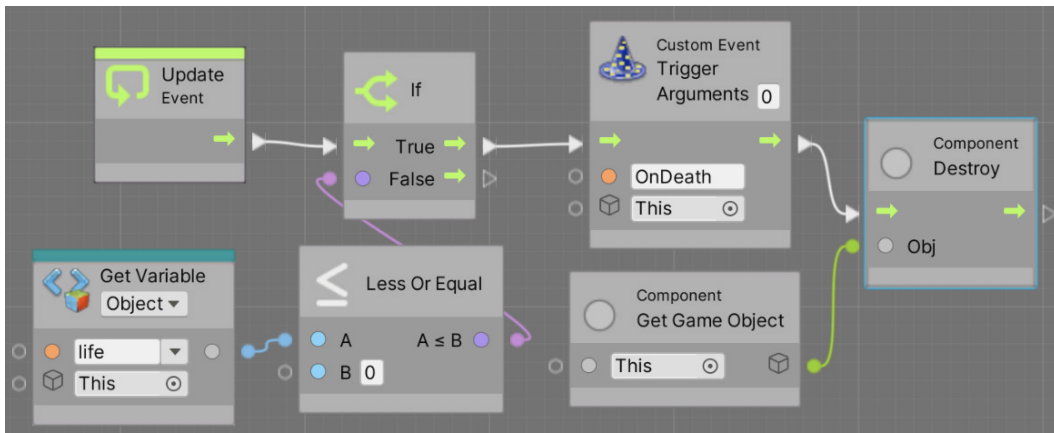 Update
Event
If
True
False
Custom Event
Trigger
Arguments 0
OnDeath
This
Component
Destroy
Obj
Get Variable
Object
life
This
Less Or Equal
A A ≤ B
B 0
Component
Get Game Object
This